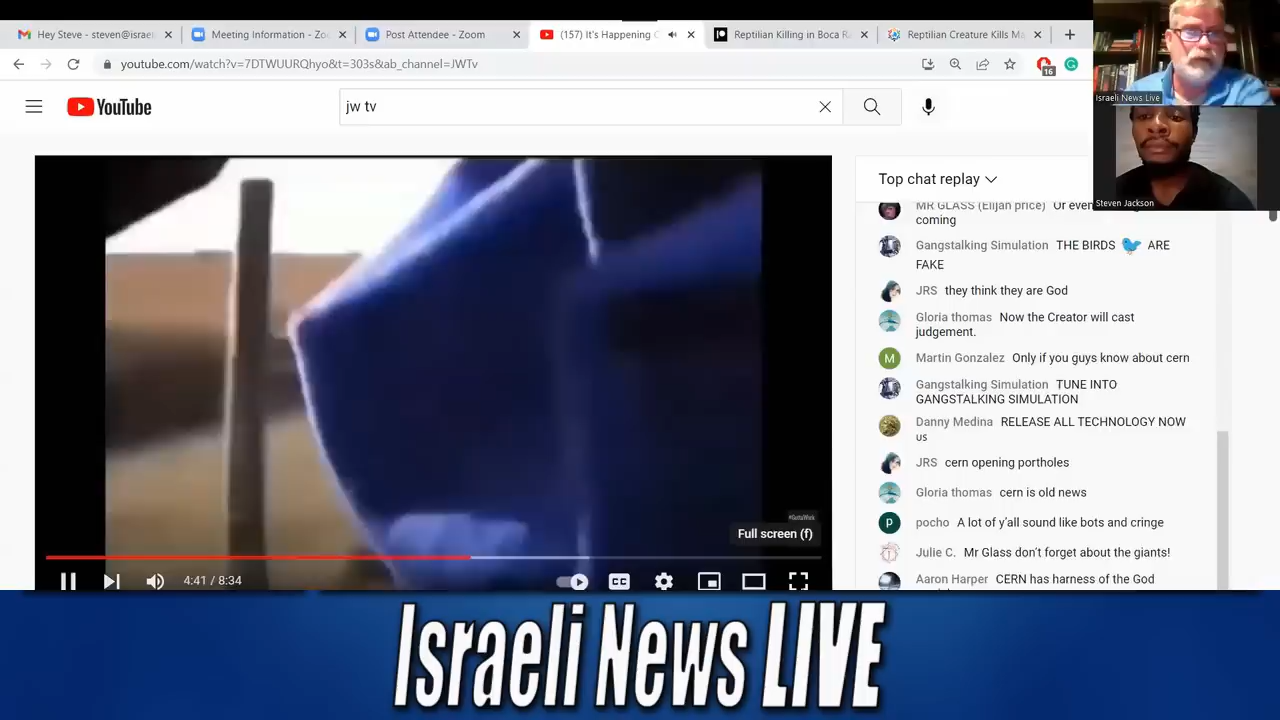 Hey Steve - steven@israel
Meeting Information - Zo
Post Attendee - Zoom
(157) It's Happening
Reptilian Killing in Boca R
Reptilian Creature Kills M
youtube.com/watch?v=7DTWUURQhyo&t=303s&ab_channel=JWTv
16
Israeli News Live
YouTube
jw tv
Top chat replay
Steven Jackson
MR GLASS (Elijah price) Or even
coming
Gangstalking Simulation THE BIRDS 🐦 ARE
FAKE
JRS they think they are God
Gloria thomas Now the Creator will cast
judgement.
M
Martin Gonzalez Only if you guys know about cern
Gangstalking Simulation TUNE INTO
GANGSTALKING SIMULATION
Danny Medina RELEASE ALL TECHNOLOGY NOW
us
JRS cern opening portholes
Gloria thomas cern is old news
p
pocho A lot of y'all sound like bots and cringe
Julie C. Mr Glass don't forget about the giants!
Aaron Harper CERN has harness of the God
Full screen (f)
4:41 / 8:34
CC
Israeli News LIVE